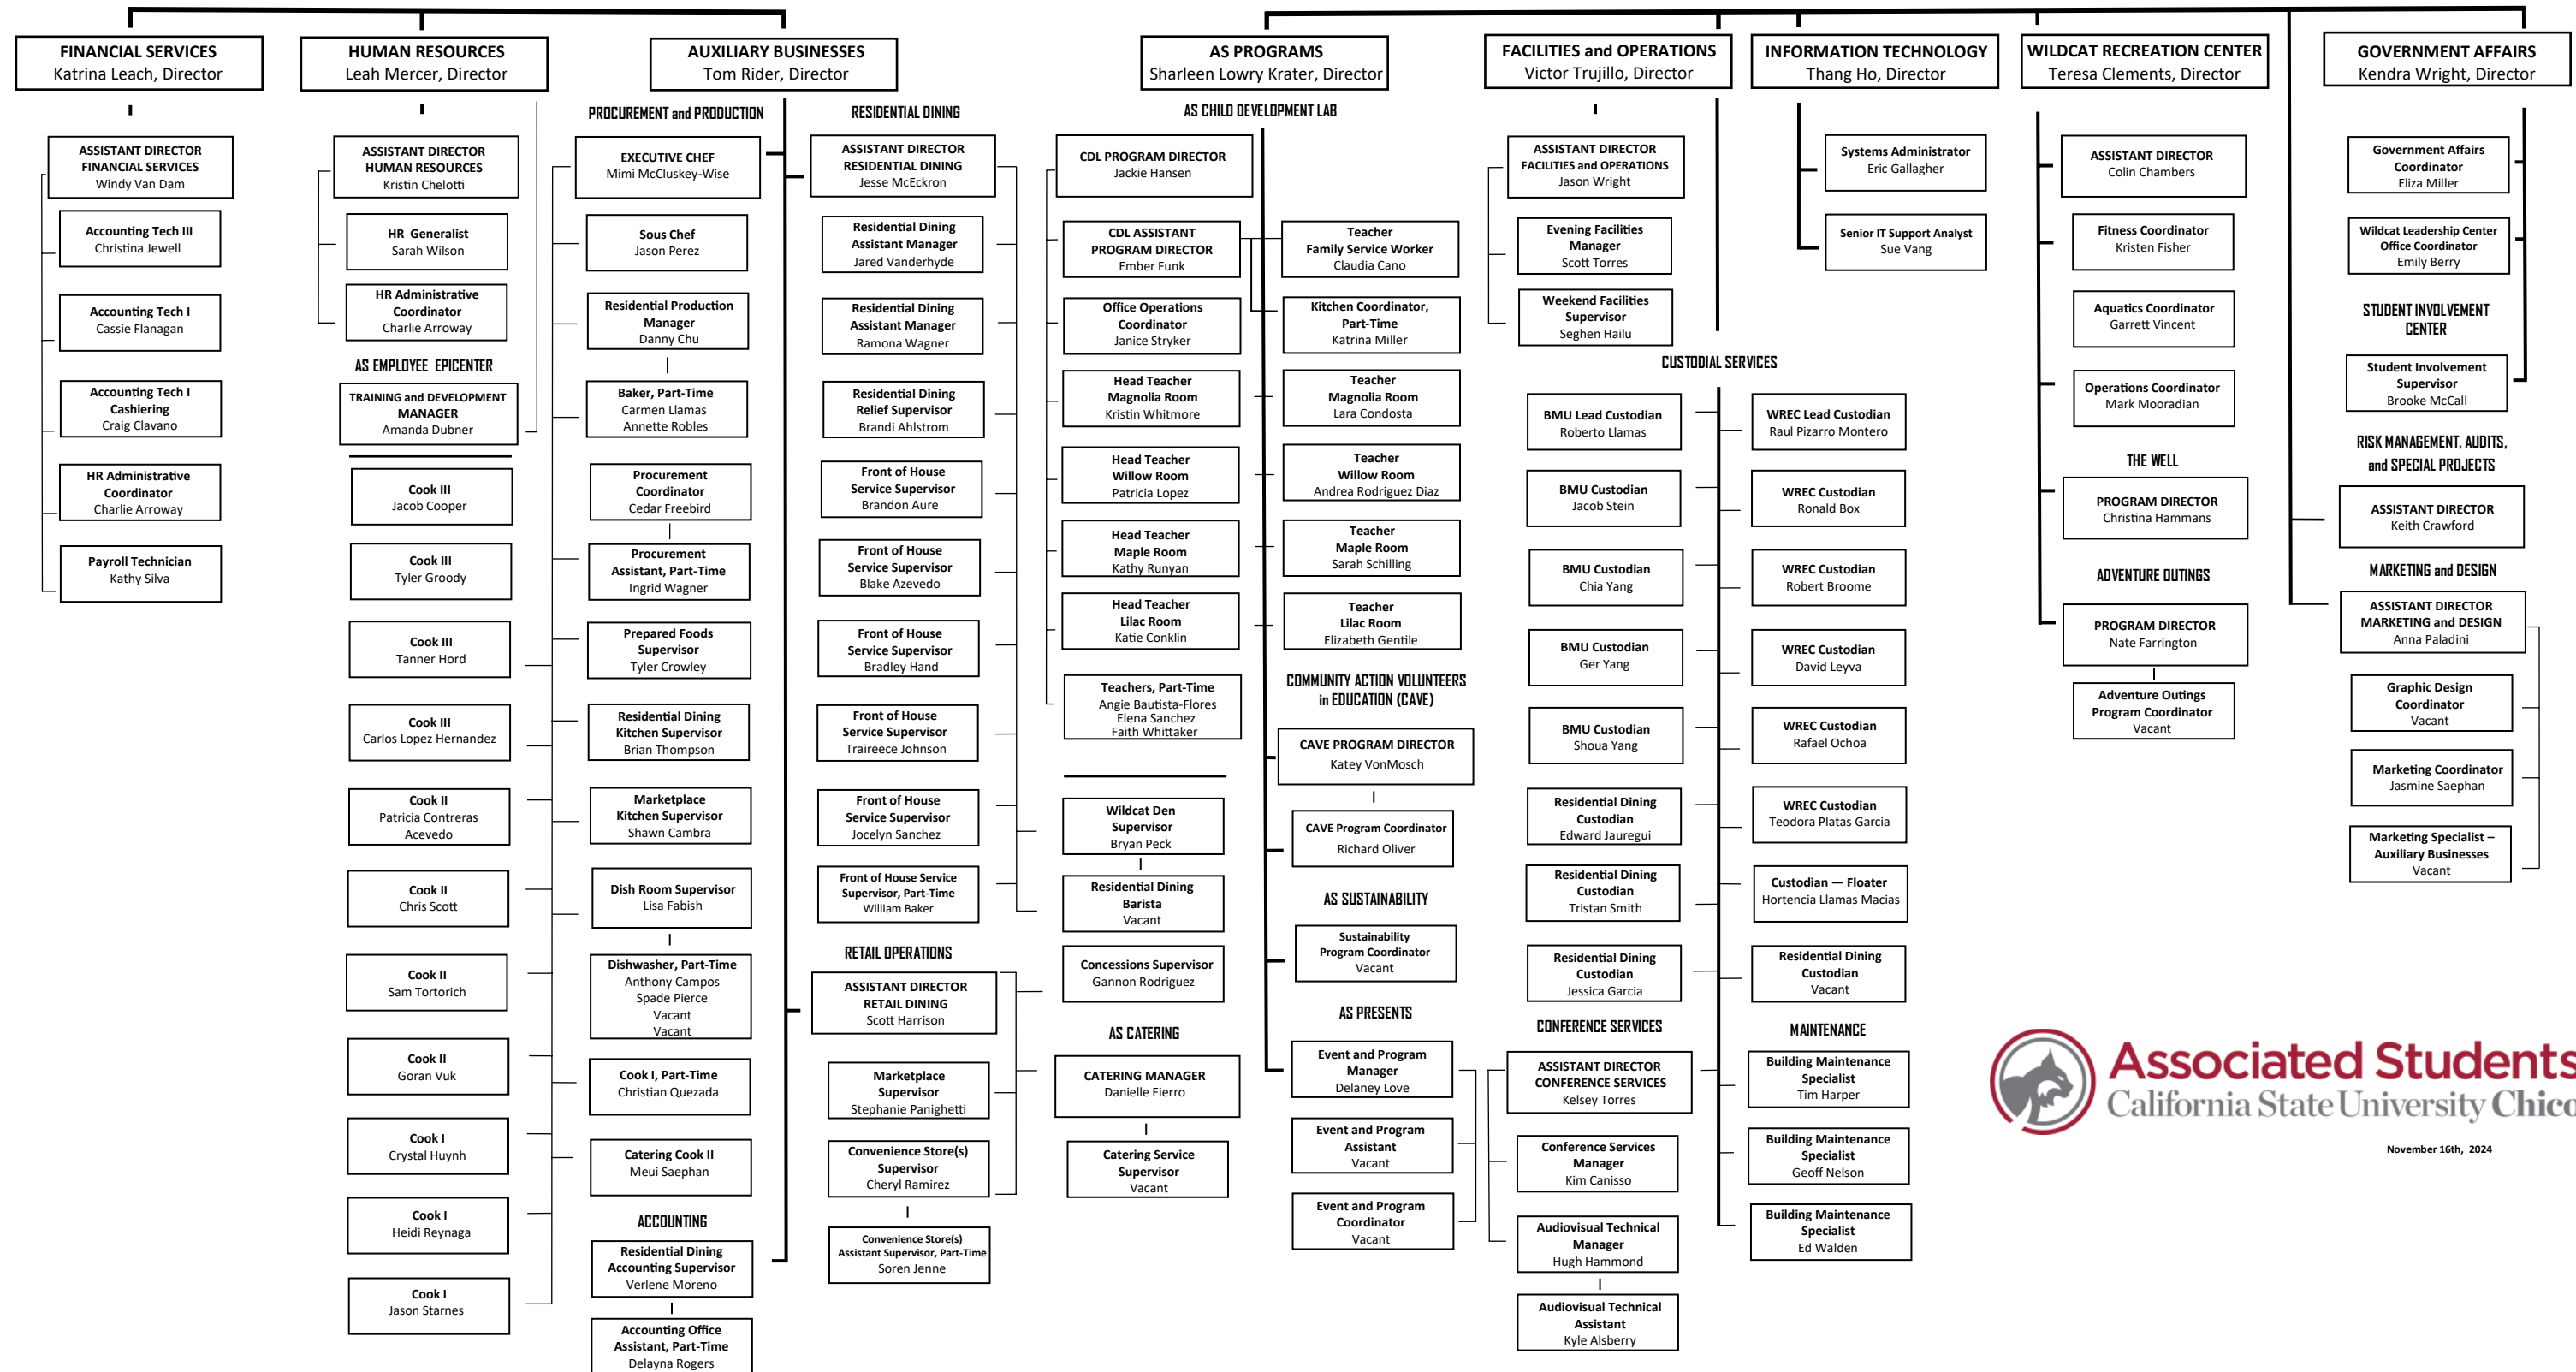 FINANCIAL SERVICES
Katrina Leach, Director
ASSISTANT DIRECTOR
FINANCIAL SERVICES
Windy Van Dam
Accounting Tech III
Christina Jewell
Accounting Tech I
Cassie Flanagan
Accounting Tech I
Cashiering
Craig Clavano
HR Administrative
Coordinator
Charlie Arroway
Payroll Technician
Kathy Silva
HUMAN RESOURCES
Leah Mercer, Director
ASSISTANT DIRECTOR
HUMAN RESOURCES
Kristin Chelotti
HR Generalist
Sarah Wilson
HR Administrative
Coordinator
Charlie Arroway
AS EMPLOYEE EPICENTER
TRAINING and DEVELOPMENT
MANAGER
Amanda Dubner
Cook III
Jacob Cooper
Cook III
Tyler Groody
Cook III
Tanner Hord
Cook III
Carlos Lopez Hernandez
Cook II
Patricia Contreras
Acevedo
Cook II
Chris Scott
Cook II
Sam Tortorich
Cook II
Goran Vuk
Cook I
Crystal Huynh
Cook I
Heidi Reynaga
Cook I
Jason Starnes
AUXILIARY BUSINESSES
Tom Rider, Director
PROCUREMENT and PRODUCTION
EXECUTIVE CHEF
Mimi McCluskey-Wise
Sous Chef
Jason Perez
Residential Production
Manager
Danny Chu
Baker, Part-Time
Carmen Llamas
Annette Robles
Procurement
Coordinator
Cedar Freebird
Procurement
Assistant, Part-Time
Ingrid Wagner
Prepared Foods
Supervisor
Tyler Crowley
Residential Dining
Kitchen Supervisor
Brian Thompson
Marketplace
Kitchen Supervisor
Shawn Cambra
Dish Room Supervisor
Lisa Fabish
Dishwasher, Part-Time
Anthony Campos
Spade Pierce
Vacant
Vacant
Cook I, Part-Time
Christian Quezada
Catering Cook II
Meui Saephan
ACCOUNTING
Residential Dining
Accounting Supervisor
Verlene Moreno
Accounting Office
Assistant, Part-Time
Delayna Rogers
RESIDENTIAL DINING
ASSISTANT DIRECTOR
RESIDENTIAL DINING
Jesse McEckron
Residential Dining
Assistant Manager
Jared Vanderhyde
Residential Dining
Assistant Manager
Ramona Wagner
Residential Dining
Relief Supervisor
Brandi Ahlstrom
Front of House
Service Supervisor
Brandon Aure
Front of House
Service Supervisor
Blake Azevedo
Front of House
Service Supervisor
Bradley Hand
Front of House
Service Supervisor
Traireece Johnson
Front of House
Service Supervisor
Jocelyn Sanchez
Front of House Service
Supervisor, Part-Time
William Baker
RETAIL OPERATIONS
ASSISTANT DIRECTOR
RETAIL DINING
Scott Harrison
Marketplace
Supervisor
Stephanie Panighetti
Convenience Store(s)
Supervisor
Cheryl Ramirez
Convenience Store(s)
Assistant Supervisor, Part-Time
Soren Jenne
AS PROGRAMS
Sharleen Lowry Krater, Director
AS CHILD DEVELOPMENT LAB
CDL PROGRAM DIRECTOR
Jackie Hansen
CDL ASSISTANT
PROGRAM DIRECTOR
Ember Funk
Office Operations
Coordinator
Janice Stryker
Head Teacher
Magnolia Room
Kristin Whitmore
Head Teacher
Willow Room
Patricia Lopez
Head Teacher
Maple Room
Kathy Runyan
Head Teacher
Lilac Room
Katie Conklin
Teachers, Part-Time
Angie Bautista-Flores
Elena Sanchez
Faith Whittaker
Wildcat Den
Supervisor
Bryan Peck
Residential Dining
Barista
Vacant
Concessions Supervisor
Gannon Rodriguez
AS CATERING
CATERING MANAGER
Danielle Fierro
Catering Service
Supervisor
Vacant
Teacher
Family Service Worker
Claudia Cano
Kitchen Coordinator,
Part-Time
Katrina Miller
Teacher
Magnolia Room
Lara Condosta
Teacher
Willow Room
Andrea Rodriguez Diaz
Teacher
Maple Room
Sarah Schilling
Teacher
Lilac Room
Elizabeth Gentile
COMMUNITY ACTION VOLUNTEERS
in EDUCATION (CAVE)
CAVE PROGRAM DIRECTOR
Katey VonMosch
CAVE Program Coordinator
Richard Oliver
AS SUSTAINABILITY
Sustainability
Program Coordinator
Vacant
AS PRESENTS
Event and Program
Manager
Delaney Love
Event and Program
Assistant
Vacant
Event and Program
Coordinator
Vacant
FACILITIES and OPERATIONS
Victor Trujillo, Director
ASSISTANT DIRECTOR
FACILITIES and OPERATIONS
Jason Wright
Evening Facilities
Manager
Scott Torres
Weekend Facilities
Supervisor
Seghen Hailu
CUSTODIAL SERVICES
BMU Lead Custodian
Roberto Llamas
BMU Custodian
Jacob Stein
BMU Custodian
Chia Yang
BMU Custodian
Ger Yang
BMU Custodian
Shoua Yang
Residential Dining
Custodian
Edward Jauregui
Residential Dining
Custodian
Tristan Smith
Residential Dining
Custodian
Jessica Garcia
CONFERENCE SERVICES
ASSISTANT DIRECTOR
CONFERENCE SERVICES
Kelsey Torres
Conference Services
Manager
Kim Canisso
Audiovisual Technical
Manager
Hugh Hammond
Audiovisual Technical
Assistant
Kyle Alsberry
WREC Lead Custodian
Raul Pizarro Montero
WREC Custodian
Ronald Box
WREC Custodian
Robert Broome
WREC Custodian
David Leyva
WREC Custodian
Rafael Ochoa
WREC Custodian
Teodora Platas Garcia
Custodian — Floater
Hortencia Llamas Macias
Residential Dining
Custodian
Vacant
MAINTENANCE
Building Maintenance
Specialist
Tim Harper
Building Maintenance
Specialist
Geoff Nelson
Building Maintenance
Specialist
Ed Walden
INFORMATION TECHNOLOGY
Thang Ho, Director
Systems Administrator
Eric Gallagher
Senior IT Support Analyst
Sue Vang
WILDCAT RECREATION CENTER
Teresa Clements, Director
ASSISTANT DIRECTOR
Colin Chambers
Fitness Coordinator
Kristen Fisher
Aquatics Coordinator
Garrett Vincent
Operations Coordinator
Mark Mooradian
THE WELL
PROGRAM DIRECTOR
Christina Hammans
ADVENTURE OUTINGS
PROGRAM DIRECTOR
Nate Farrington
Adventure Outings
Program Coordinator
Vacant
GOVERNMENT AFFAIRS
Kendra Wright, Director
Government Affairs
Coordinator
Eliza Miller
Wildcat Leadership Center
Office Coordinator
Emily Berry
STUDENT INVOLVEMENT
CENTER
Student Involvement
Supervisor
Brooke McCall
RISK MANAGEMENT, AUDITS,
and SPECIAL PROJECTS
ASSISTANT DIRECTOR
Keith Crawford
MARKETING and DESIGN
ASSISTANT DIRECTOR
MARKETING and DESIGN
Anna Paladini
Graphic Design
Coordinator
Vacant
Marketing Coordinator
Jasmine Saephan
Marketing Specialist –
Auxiliary Businesses
Vacant
Associated Students
California State University Chico
November 16th, 2024